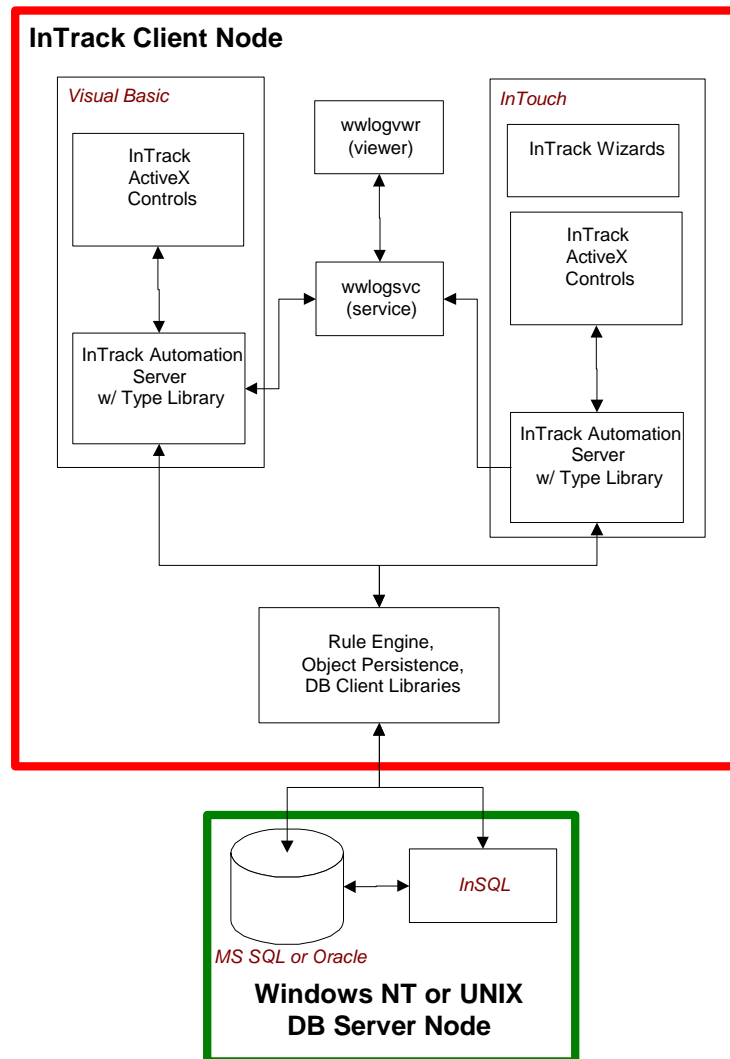 InTrack Client Node
Visual Basic
InTrack
ActiveX
Controls
InTrack Automation
Server
w/ Type Library
wwlogvwr
(viewer)
wwlogsvc
(service)
InTouch
InTrack Wizards
InTrack
ActiveX
Controls
InTrack Automation
Server
w/ Type Library
Rule Engine,
Object Persistence,
DB Client Libraries
InSQL
MS SQL or Oracle
Windows NT or UNIX
DB Server Node